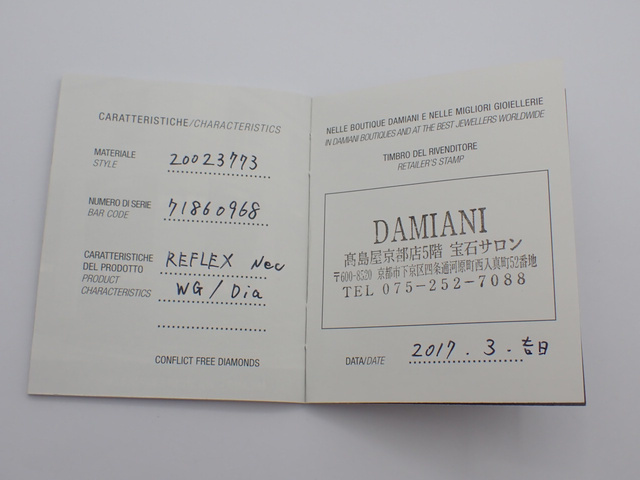 CARATTERISTICHE/CHARACTERISTICS
MATERIALE
STYLE
20023773
NUMERO DI SERIE
BAR CODE
71860968
CARATTERISTICHE
DEL PRODOTTO
PRODUCT
CHARACTERISTICS
REFLEX Nec
WG/Dia
CONFLICT FREE DIAMONDS
NELLE BOUTIQUE DAMIANI E NELLE MIGLIORI GIOIELLERIE
IN DAMIANI BOUTIQUES AND AT THE BEST JEWELLERS WORLDWIDE
TIMBRO DEL RIVENDITORE
RETAILER'S STAMP
DAMIANI
髙島屋京都店5階 宝石サロン
〒600-8520 京都市下京区四条通河原町西入真町52番地
TEL 075-252-7088
DATA/DATE
2017.3.吉日